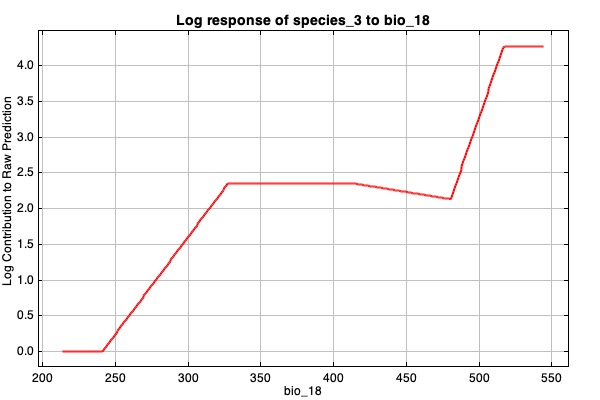 Log response of species_3 to bio_18
Log Contribution to Raw Prediction
4.0
3.5
3.0
2.5
2.0
1.5
1.0
0.5
0.0
200 250 300 350 400 450 500 550
bio_18